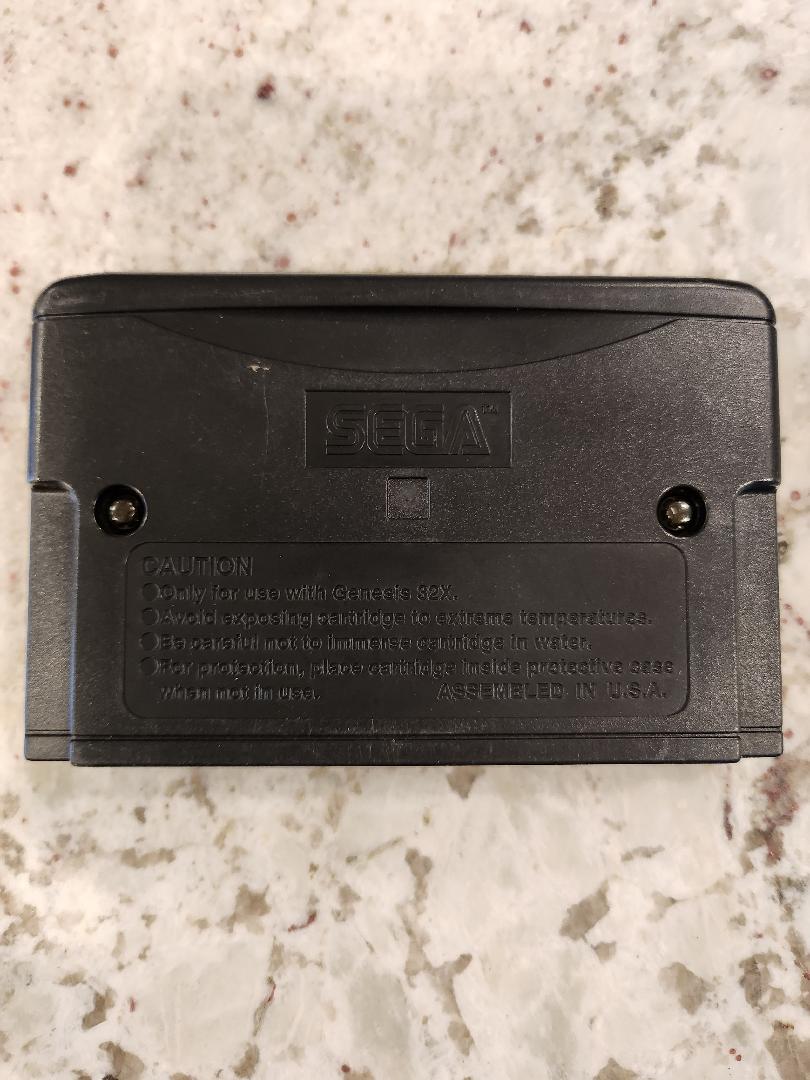 SEGA™
CAUTION
●Only for use with Genesis 32X.
●Avoid exposing cartridge to extreme temperatures.
●Be careful not to immerse cartridge in water.
●For protection, place cartridge inside protective case
when not in use. ASSEMBLED IN U.S.A.